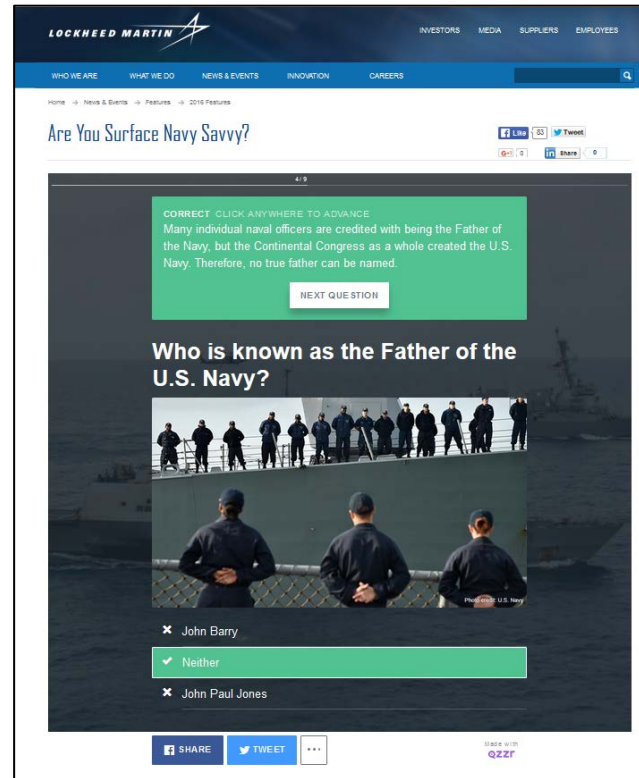 LOCKHEED MARTIN
INVESTORS MEDIA SUPPLIERS EMPLOYEES
WHO WE ARE WHAT WE DO NEWS & EVENTS INNOVATION CAREERS
Home → News & Events → Features → 2016 Features
Are You Surface Navy Savvy?
Like 83 Tweet
G+1 0 in Share 0
4/9
CORRECT CLICK ANYWHERE TO ADVANCE
Many individual naval officers are credited with being the Father of
the Navy, but the Continental Congress as a whole created the U.S.
Navy. Therefore, no true father can be named.
NEXT QUESTION
Who is known as the Father of the
U.S. Navy?
Photo credit: U.S. Navy
John Barry
Neither
John Paul Jones
SHARE TWEET
Made with
qzzr